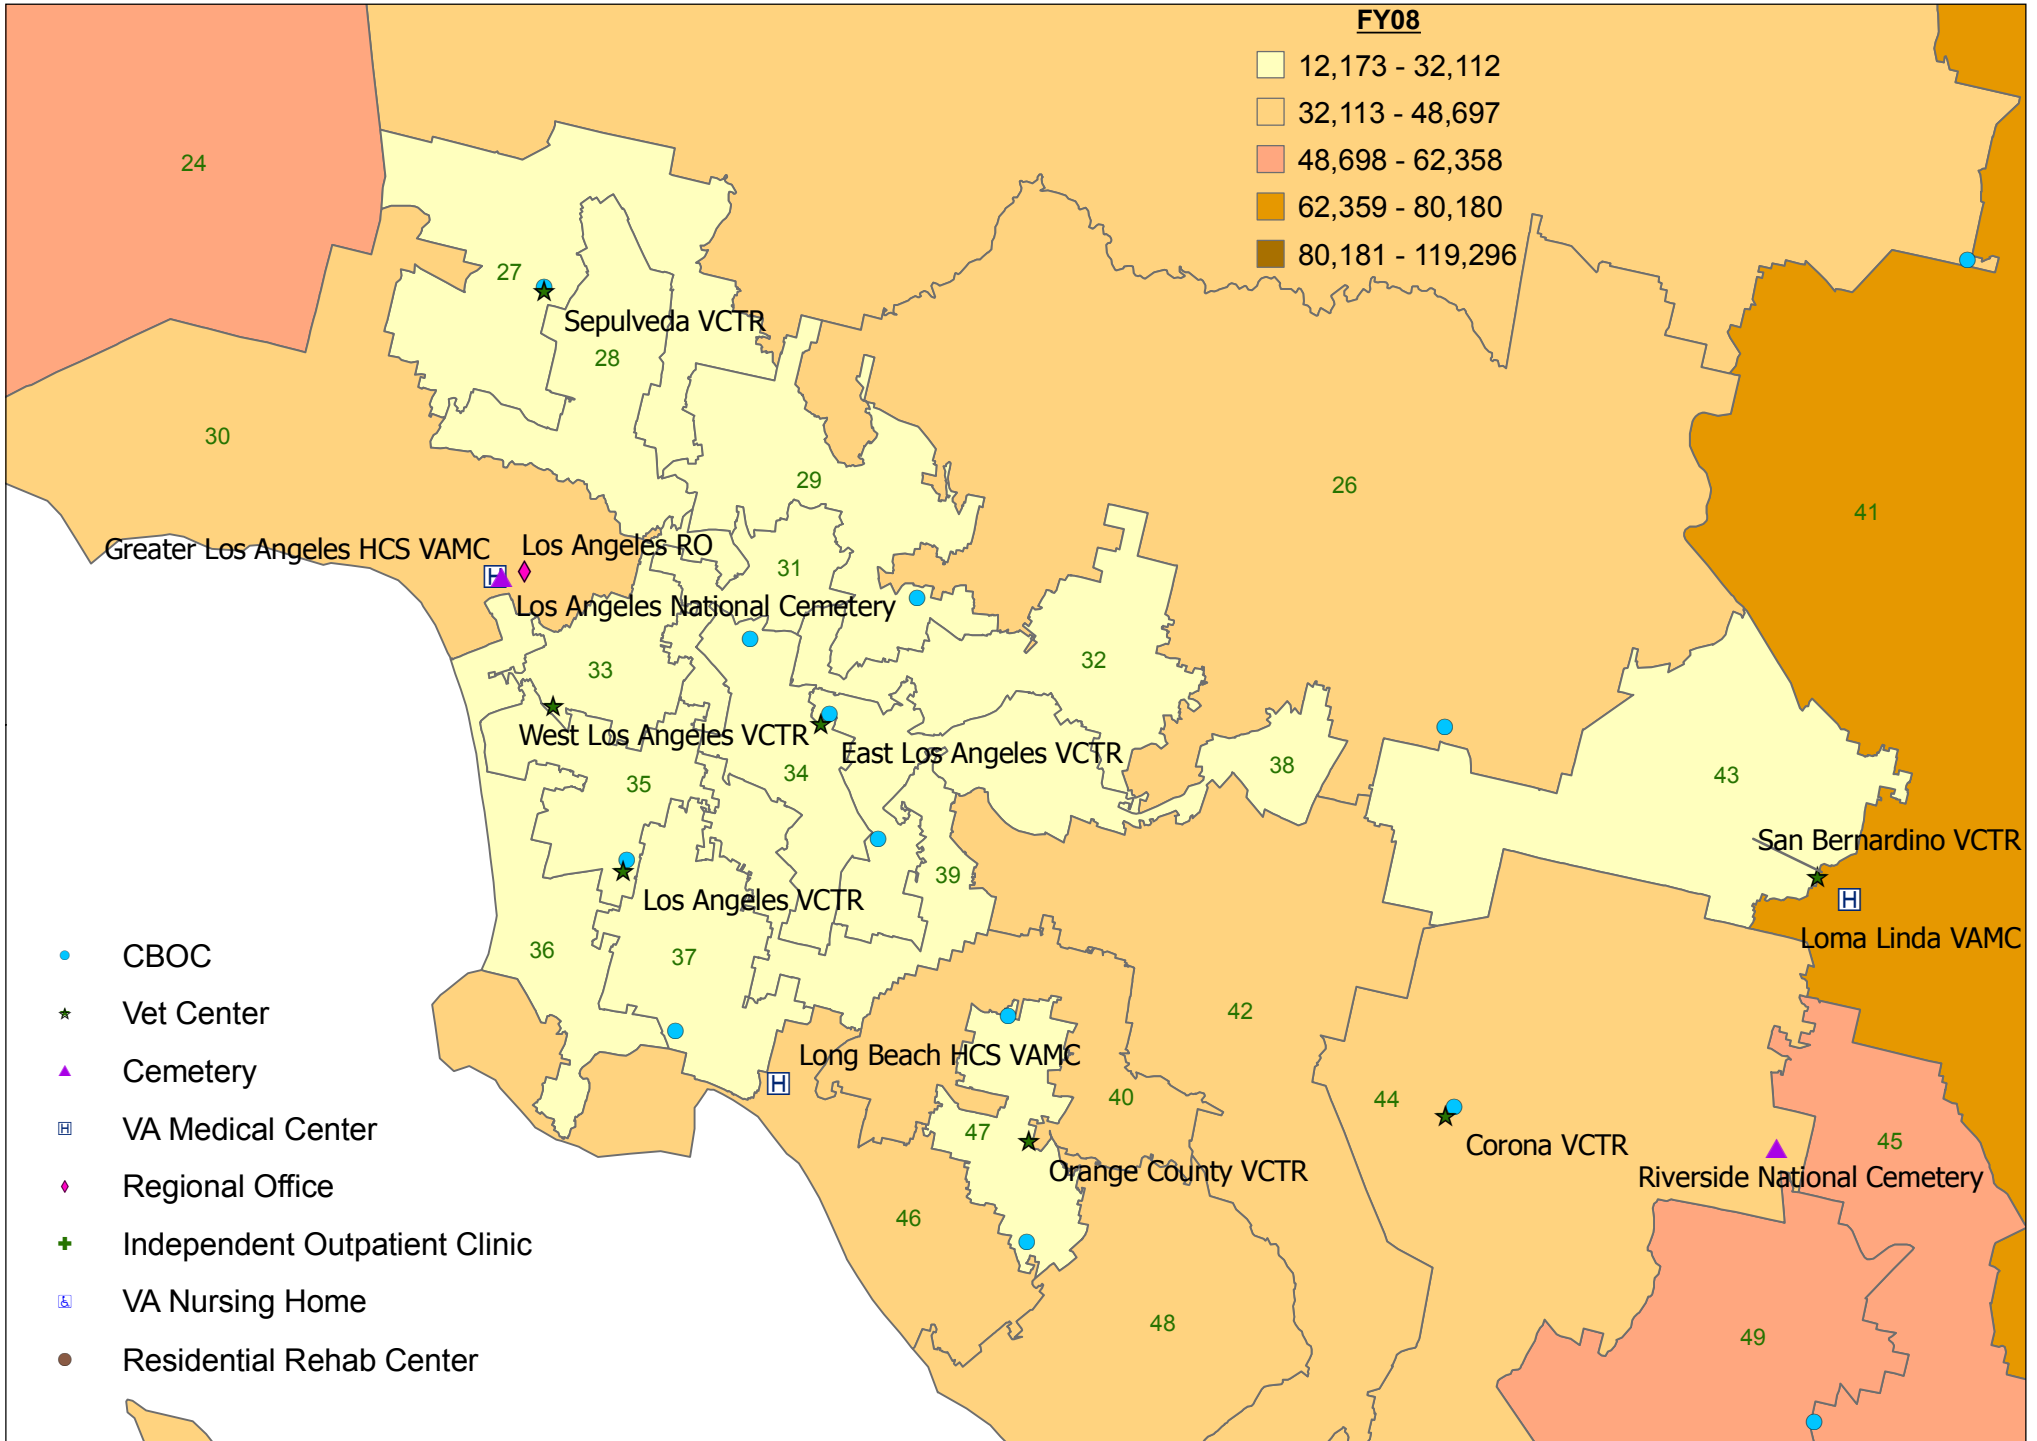 FY08
12,173 - 32,112
32,113 - 48,697
48,698 - 62,358
62,359 - 80,180
80,181 - 119,296
24
27
Sepulveda VCTR
28
30
29
26
41
Greater Los Angeles HCS VAMC
Los Angeles RO
31
Los Angeles National Cemetery
33
32
West Los Angeles VCTR
East Los Angeles VCTR
34
35
38
43
San Bernardino VCTR
39
Los Angeles VCTR
Loma Linda VAMC
36
37
42
Long Beach HCS VAMC
40
44
47
Corona VCTR
45
Orange County VCTR
Riverside National Cemetery
46
48
49
CBOC
Vet Center
Cemetery
H VA Medical Center
Regional Office
Independent Outpatient Clinic
VA Nursing Home
Residential Rehab Center
H
H
H